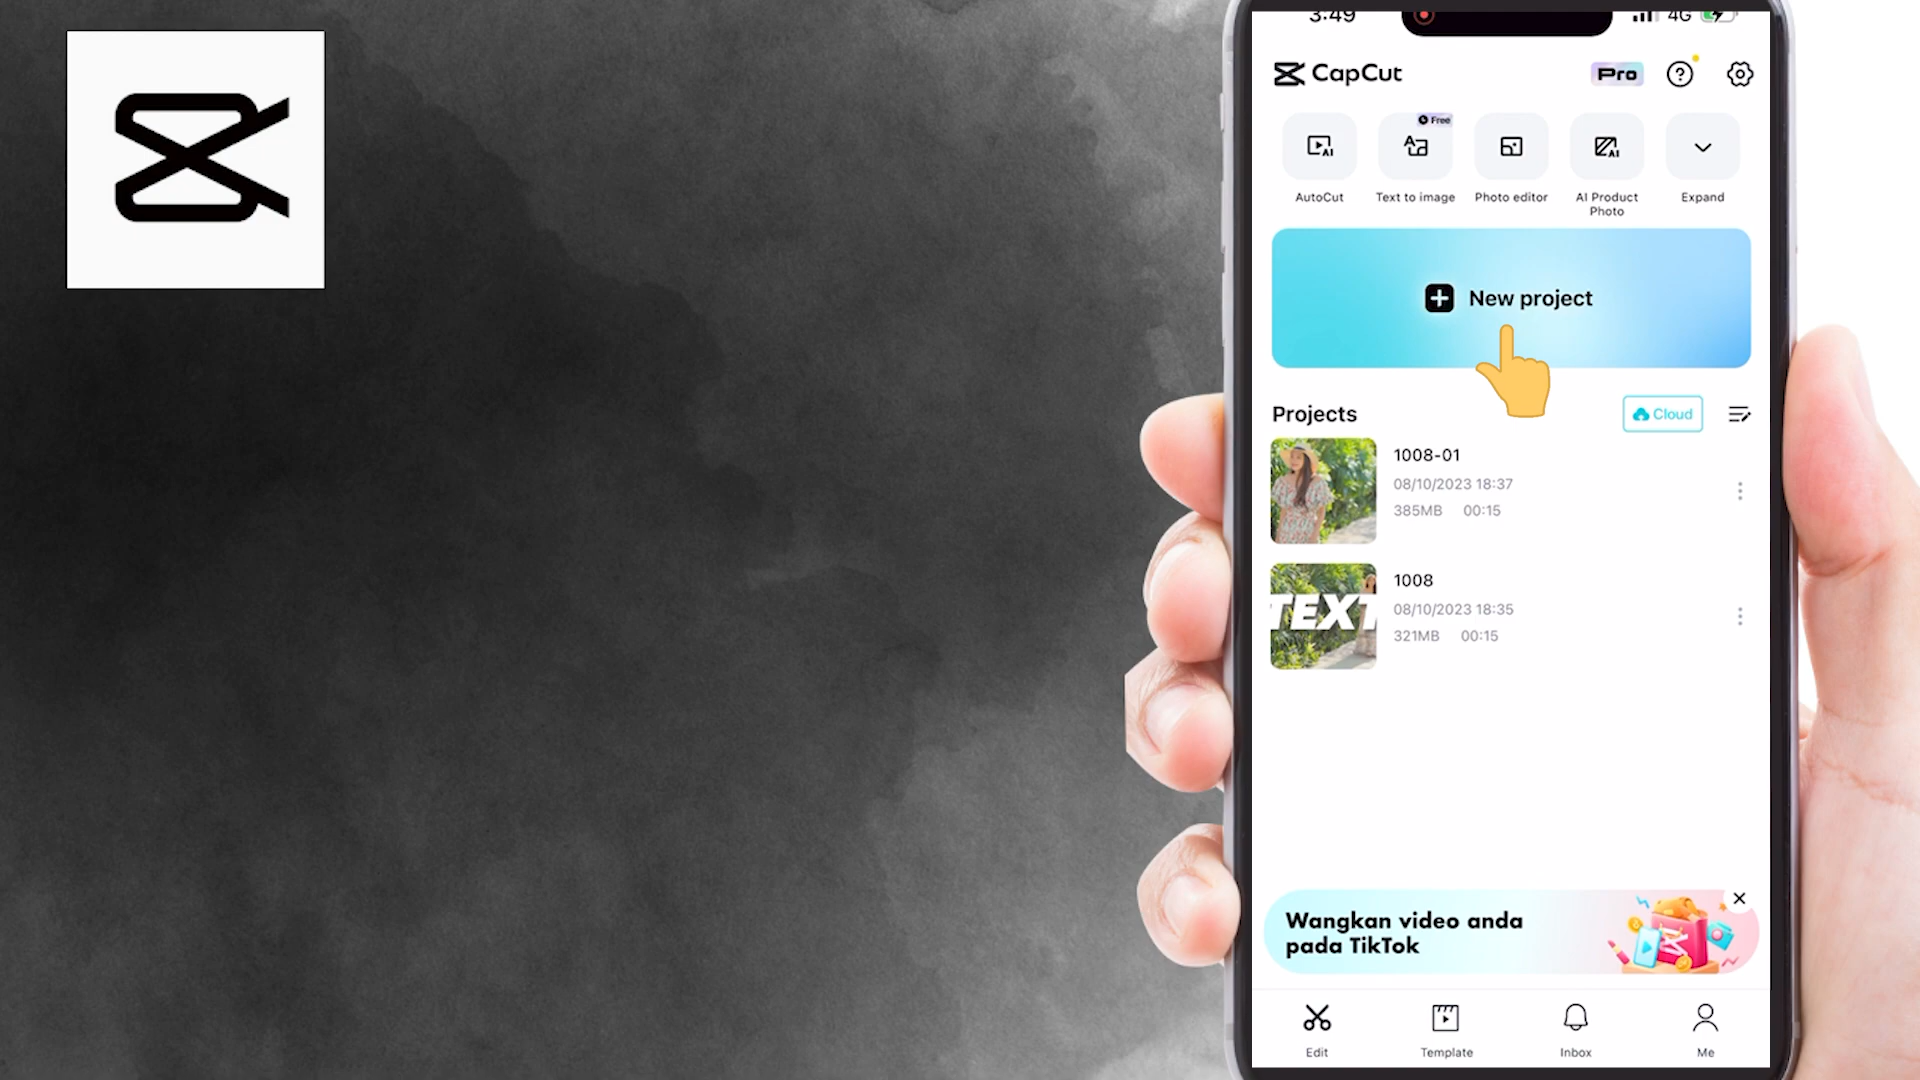 3:49
4G
CapCut
Pro
Free
AutoCut
Text to image
Photo editor
AI Product
Photo
Expand
New project
Projects
Cloud
1008-01
08/10/2023 18:37
385MB 00:15
TEXT
1008
08/10/2023 18:35
321MB 00:15
Wangkan video anda
pada TikTok
Edit
Template
Inbox
Me